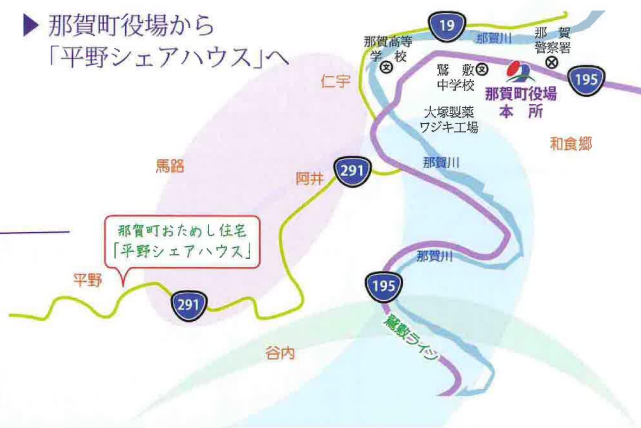 ▶ 那賀町役場から
「平野シェアハウス」へ
19
那賀高等
学校
那賀川
那賀
警察署
鷲敷
中学校
那賀町役場
本所
195
仁宇
大塚製薬
ワジキ工場
和食郷
馬路
阿井
291
那賀川
那賀町おためし住宅
「平野シェアハウス」
那賀川
平野
291
195
鷲敷ライン
谷内